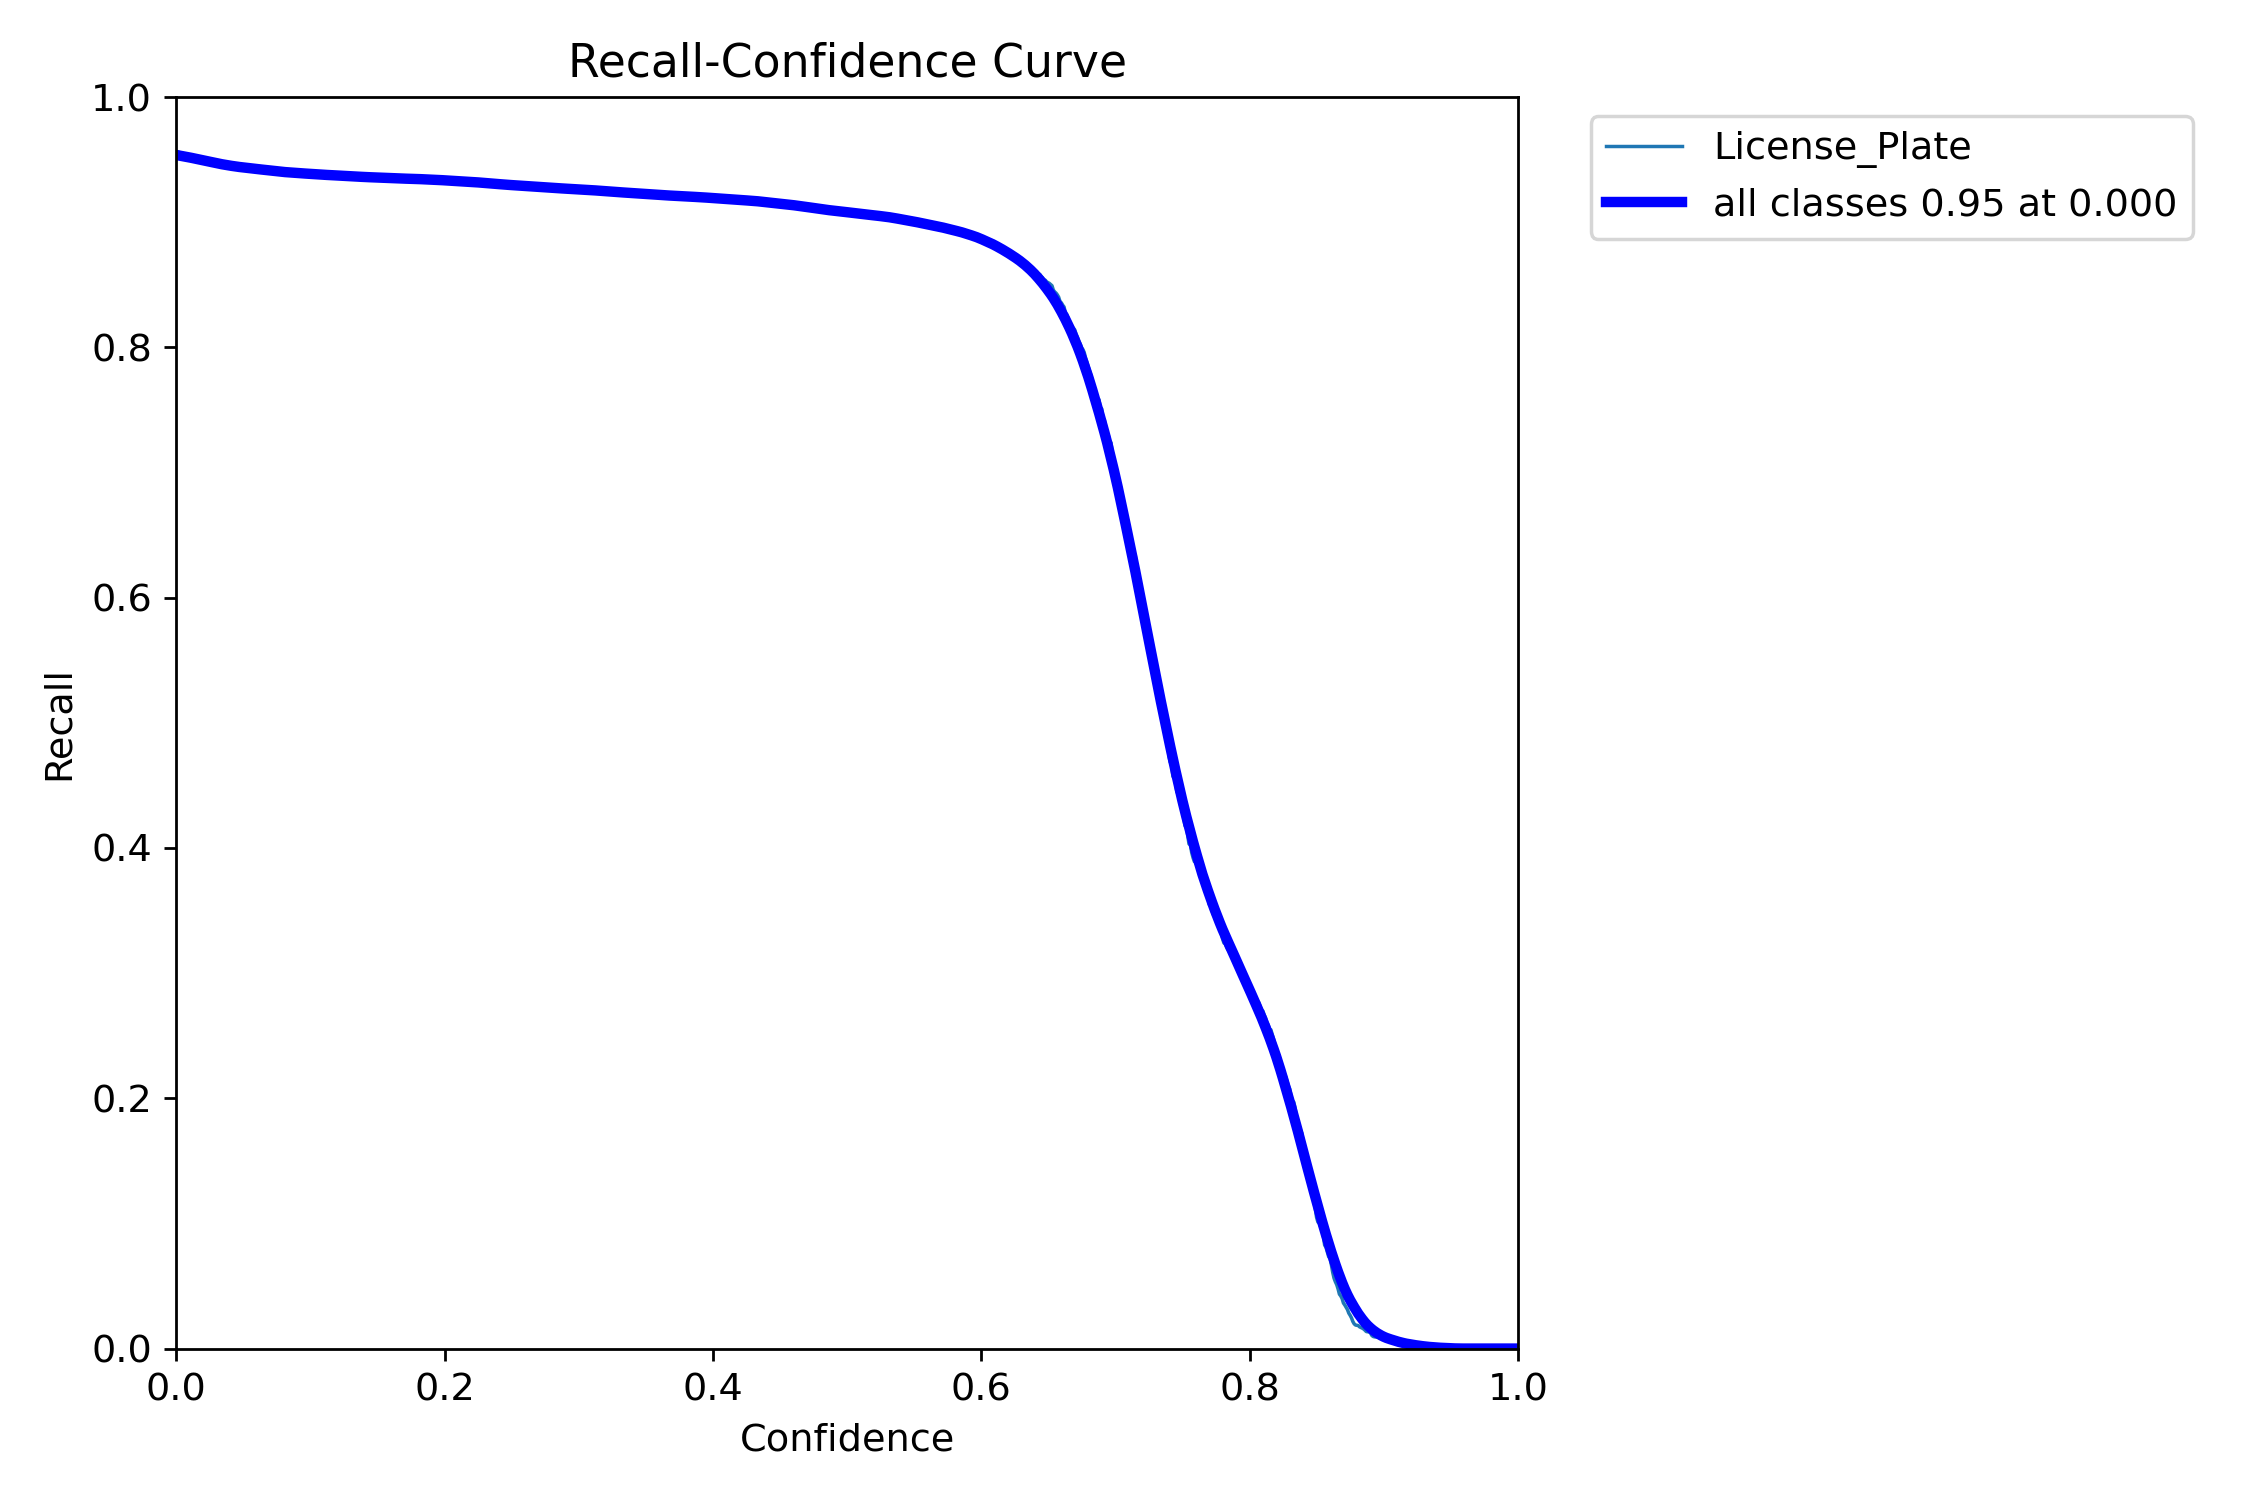 Recall-Confidence Curve
1.0
0.8
0.6
0.4
0.2
0.0
Recall
0.0 0.2 0.4 0.6 0.8 1.0
Confidence
License_Plate
all classes 0.95 at 0.000